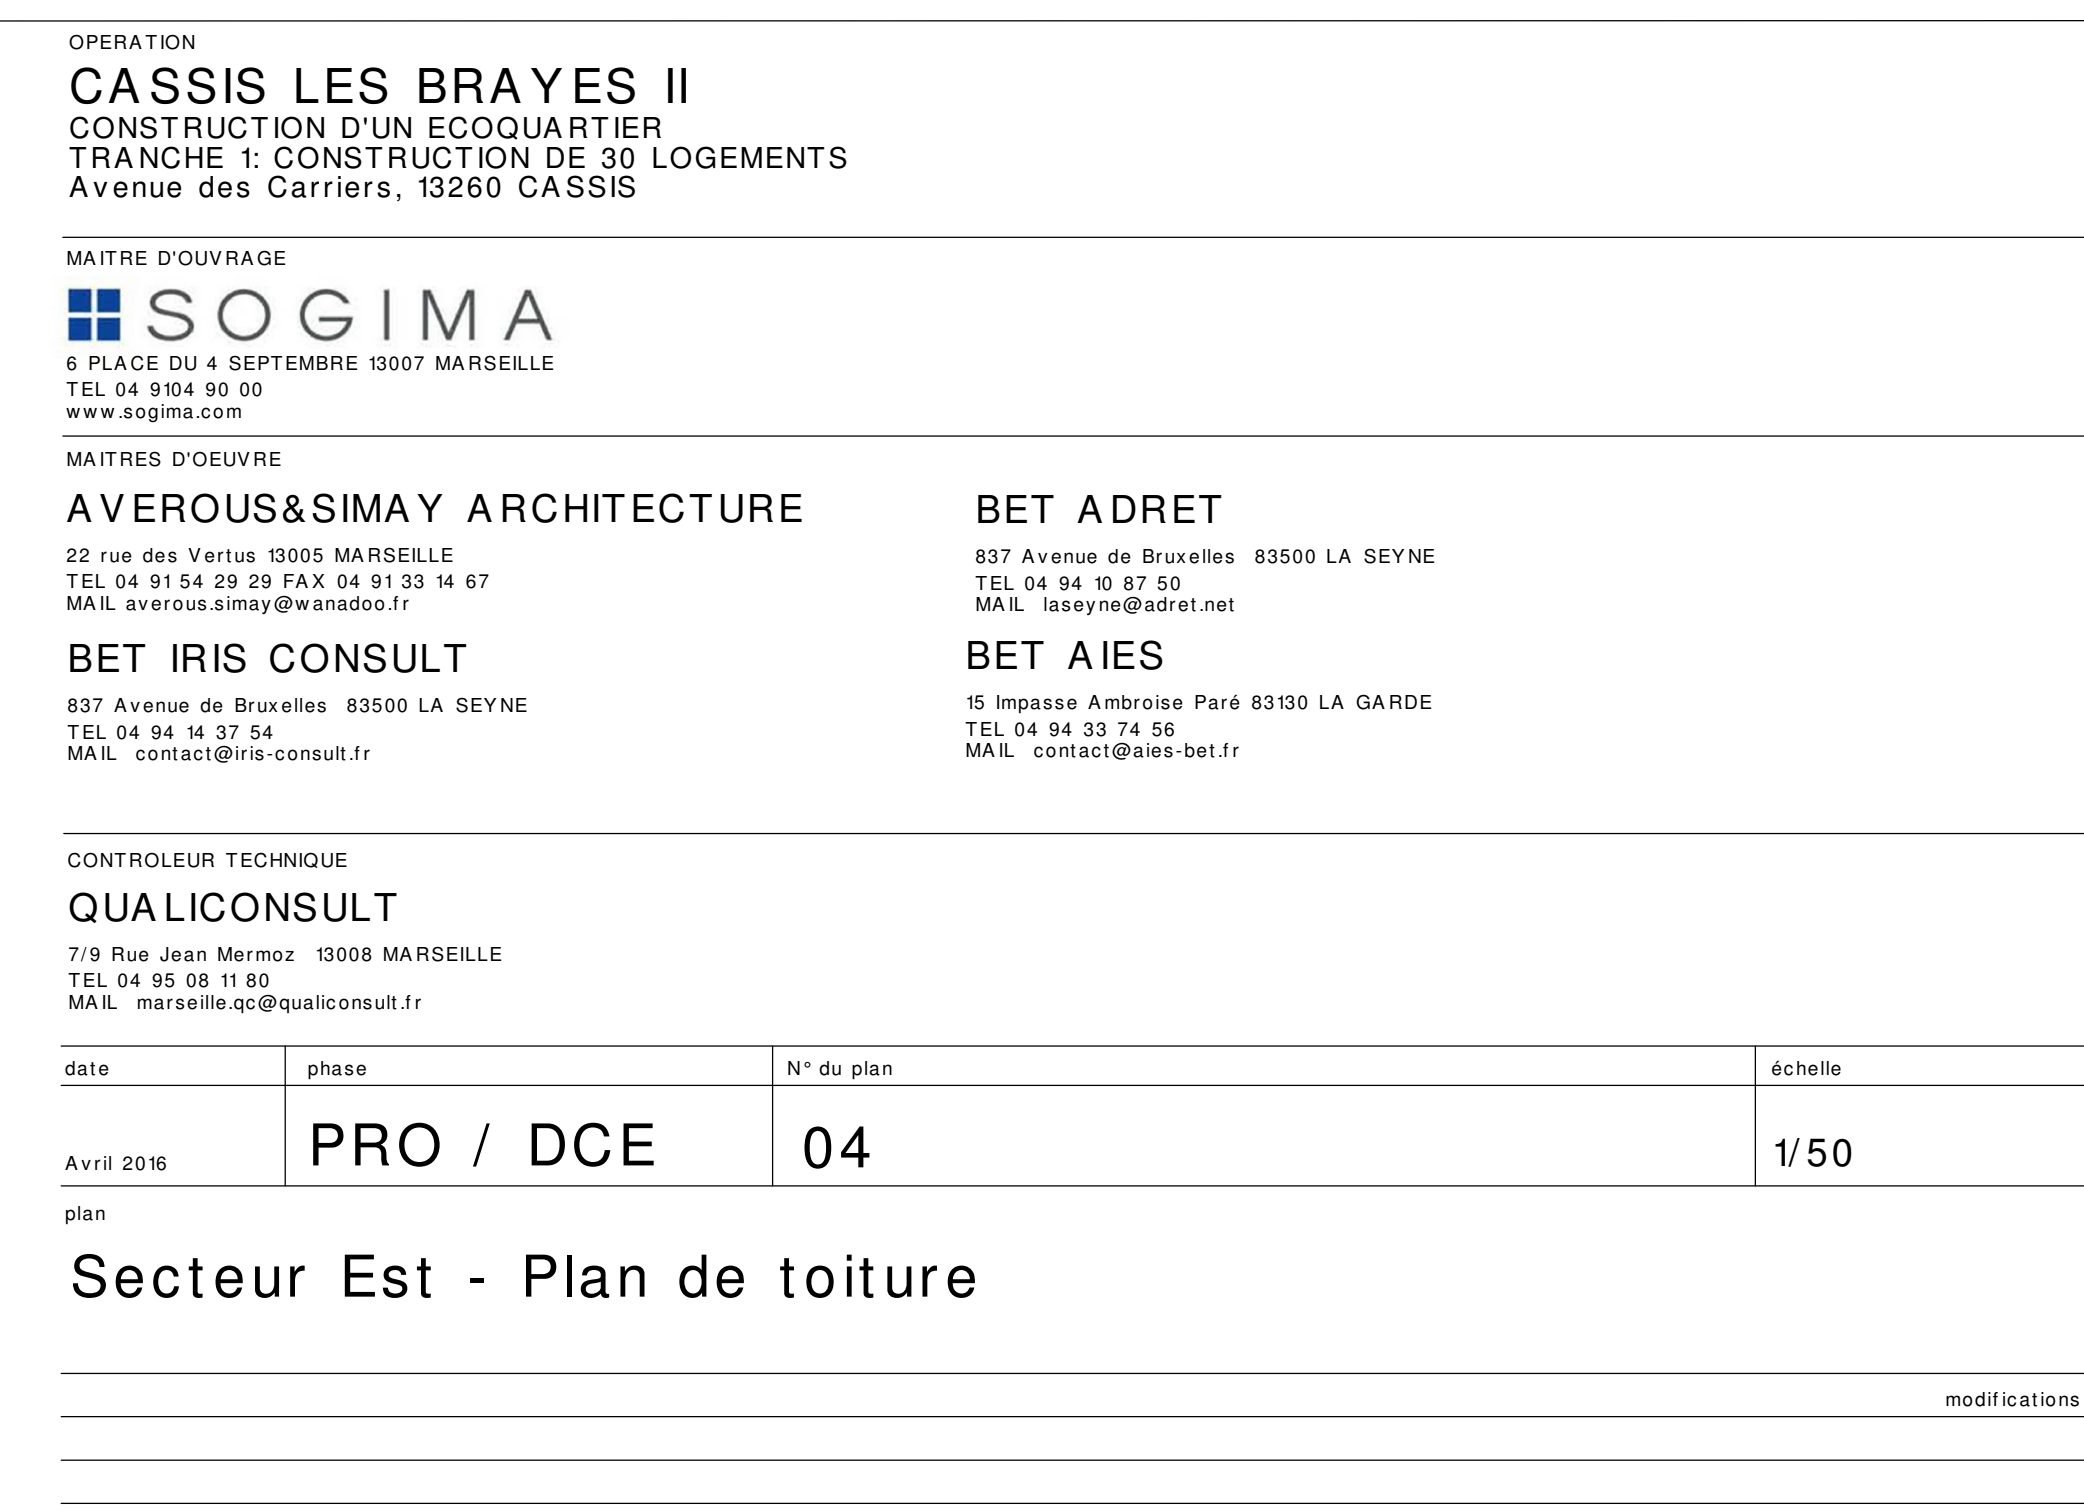 OPERATION
CASSIS LES BRAYES II
CONSTRUCTION D'UN ECOQUARTIER
TRANCHE 1: CONSTRUCTION DE 30 LOGEMENTS
Avenue des Carriers, 13260 CASSIS
MAITRE D'OUVRAGE
SOGIMA
6 PLACE DU 4 SEPTEMBRE 13007 MARSEILLE
TEL 04 9104 90 00
www.sogima.com
MAITRES D'OEUVRE
AVEROUS&SIMAY ARCHITECTURE
22 rue des Vertus 13005 MARSEILLE
TEL 04 91 54 29 29 FAX 04 91 33 14 67
MAIL averous.simay@wanadoo.fr
BET ADRET
837 Avenue de Bruxelles 83500 LA SEYNE
TEL 04 94 10 87 50
MAIL laseyne@adret.net
BET IRIS CONSULT
837 Avenue de Bruxelles 83500 LA SEYNE
TEL 04 94 14 37 54
MAIL contact@iris-consult.fr
BET AIES
15 Impasse Ambroise Paré 83130 LA GARDE
TEL 04 94 33 74 56
MAIL contact@aies-bet.fr
CONTROLEUR TECHNIQUE
QUALICONSULT
7/9 Rue Jean Mermoz 13008 MARSEILLE
TEL 04 95 08 11 80
MAIL marseille.qc@qualiconsult.fr
date phase N° du plan échelle
Avril 2016 PRO / DCE 04 1/50
plan
Secteur Est - Plan de toiture
modifications